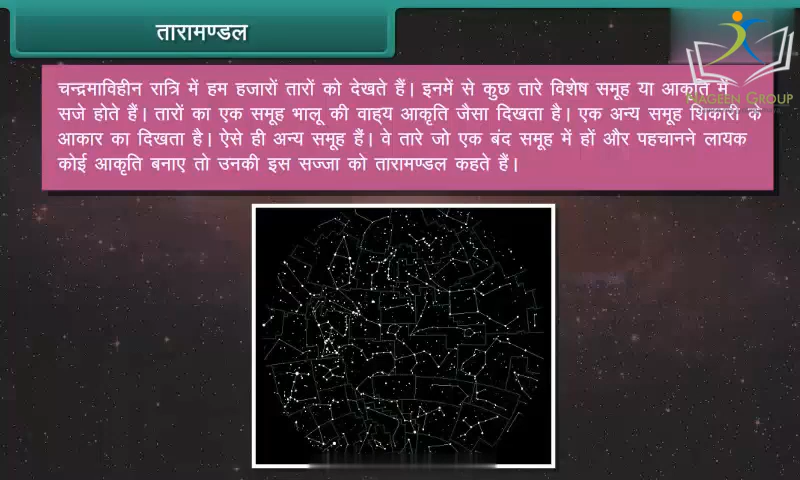 तारामण्डल
चन्द्रमाविहीन रात्रि में हम हजारों तारों को देखते हैं। इनमें से कुछ तारे विशेष समूह या आकृति में
सजे होते हैं। तारों का एक समूह भालू की वाह्य आकृति जैसा दिखता है। एक अन्य समूह शिकारी के
आकार का दिखता है। ऐसे ही अन्य समूह हैं। वे तारे जो एक बंद समूह में हों और पहचानने लायक
कोई आकृति बनाए तो उनकी इस सज्जा को तारामण्डल कहते हैं।
NAGEEN GROUP